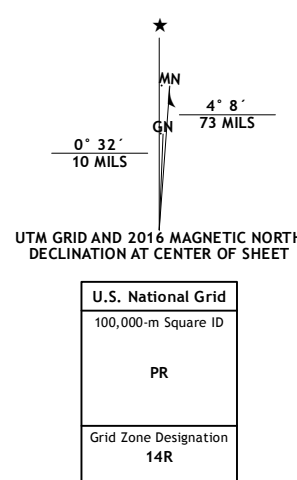 ★
MN
4° 8´
73 MILS
GN
0° 32´
10 MILS
UTM GRID AND 2016 MAGNETIC NORTH
DECLINATION AT CENTER OF SHEET
U.S. National Grid
100,000-m Square ID
PR
Grid Zone Designation
14R